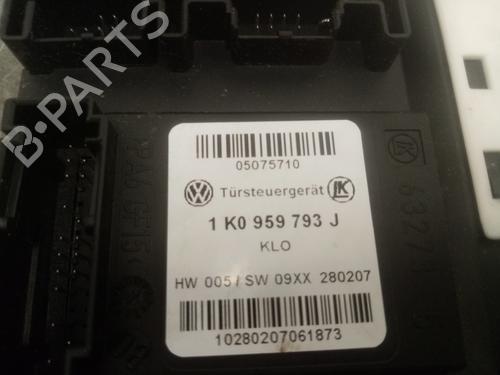 05075710
Türsteuergerät
1 K0 959 793 J
KLO
HW 005 / SW 09XX 280207
10280207061873
B-PARTS